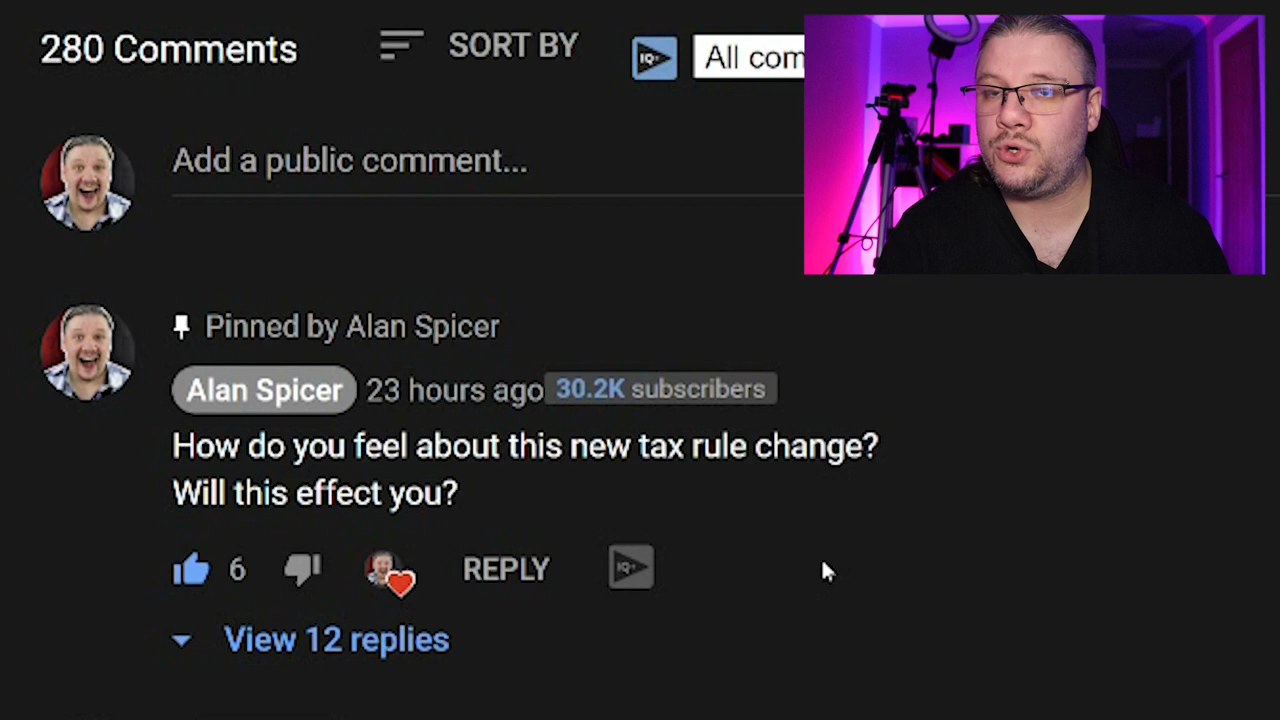 280 Comments
SORT BY
IQ+
All com
Add a public comment...
Pinned by Alan Spicer
Alan Spicer 23 hours ago 30.2K subscribers
How do you feel about this new tax rule change?
Will this effect you?
6
REPLY
IQ+
View 12 replies